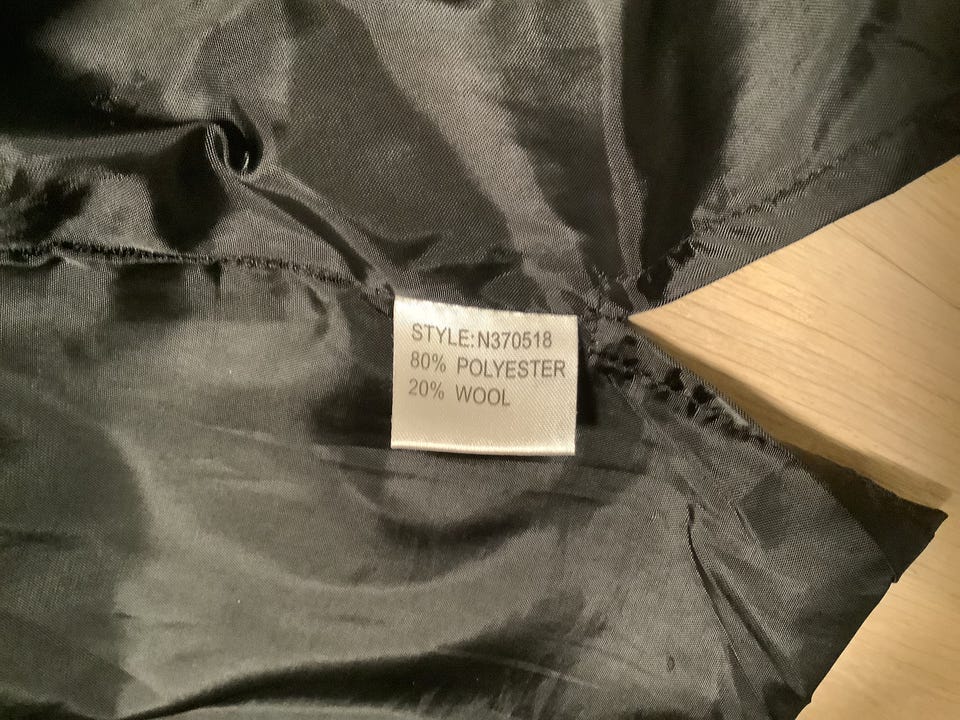 STYLE:N370518
80% POLYESTER
20% WOOL